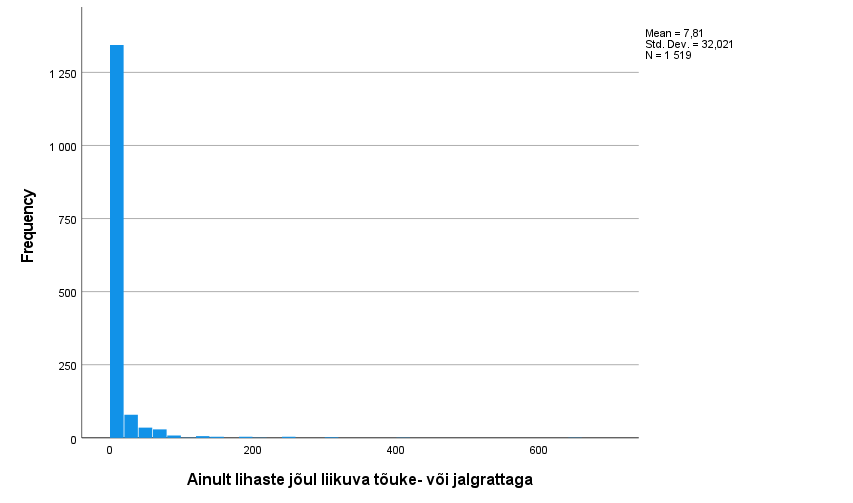 Mean = 7,81
Std. Dev. = 32,021
N = 1 519
Frequency
1 250
1 000
750
500
250
0
0 200 400 600
Ainult lihaste jõul liikuva tõuke- või jalgrattaga